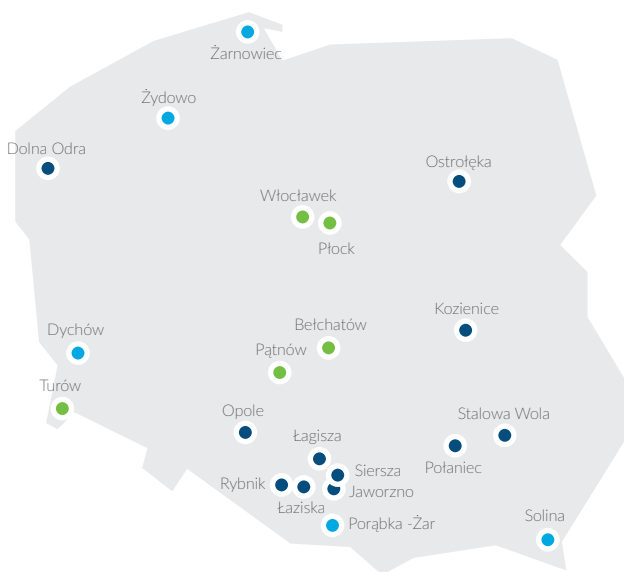 Żarnowiec
Żydowo
Dolna Odra
Ostrołęka
Włocławek
Płock
Kozienice
Bełchatów
Dychów
Pątnów
Turów
Opole
Stalowa Wola
Łagisza
Połaniec
Siersza
Rybnik
Jaworzno
Łaziska
Solina
Porąbka -Żar